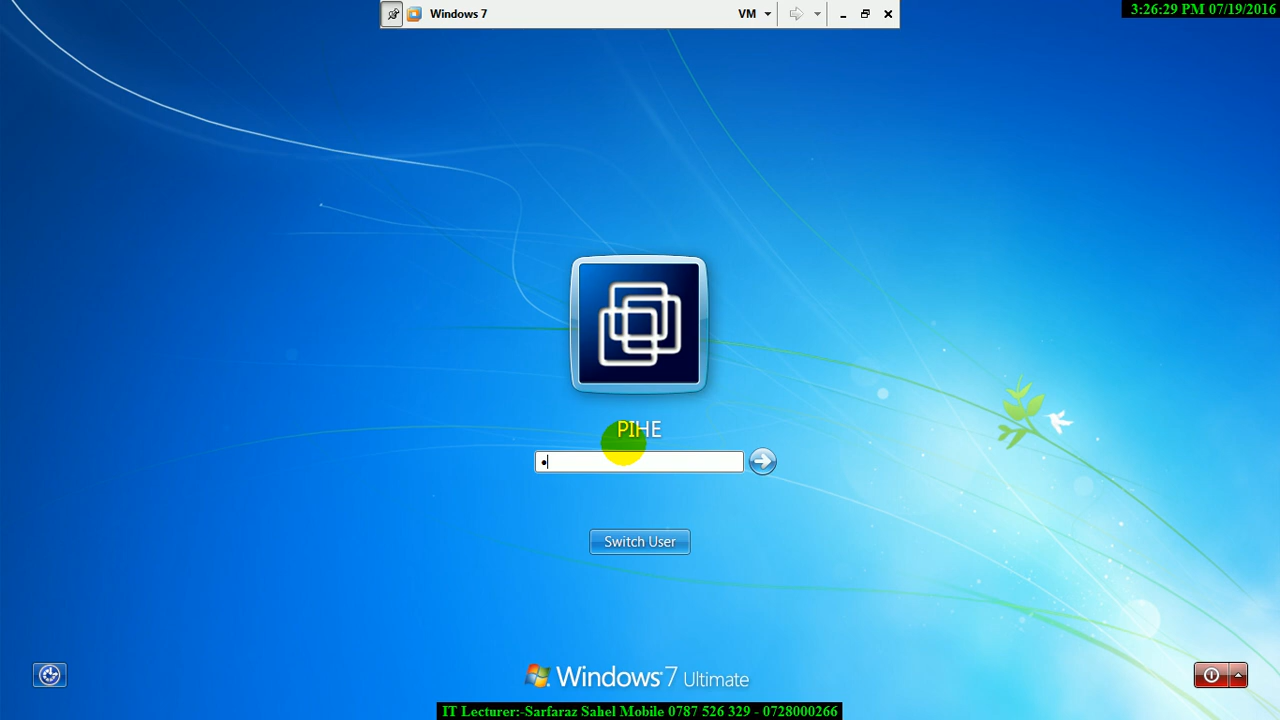 Windows 7
VM
3:26:29 PM 07/19/2016
PIHE
Switch User
Windows 7 Ultimate
IT Lecturer:-Sarfaraz Sahel Mobile 0787 526 329 - 0728000266